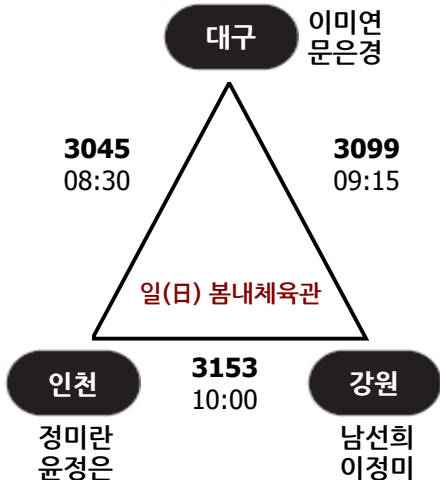 대구
이미연
문은경
3045
08:30
3099
09:15
일(日) 봄내체육관
인천
3153
10:00
강원
정미란
윤정은
남선희
이정미